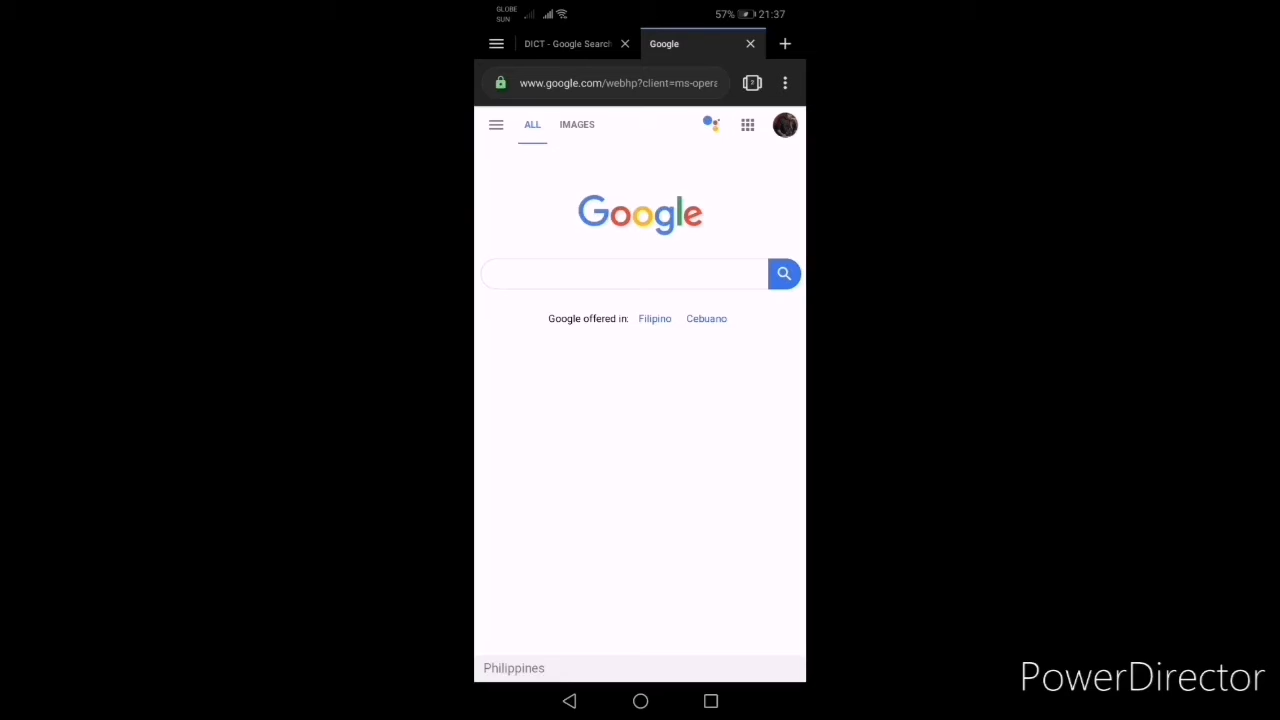 GLOBE
SUN
57% 21:37
DICT - Google Search
Google
www.google.com/webhp?client=ms-opera
2
ALL IMAGES
Google
Google offered in: Filipino Cebuano
Philippines
PowerDirector